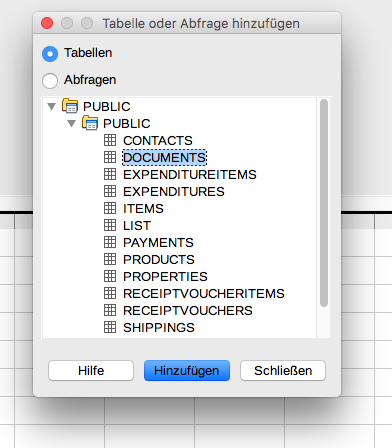 Tabelle oder Abfrage hinzufügen
Tabellen
Abfragen
PUBLIC
PUBLIC
CONTACTS
DOCUMENTS
EXPENDITUREITEMS
EXPENDITURES
ITEMS
LIST
PAYMENTS
PRODUCTS
PROPERTIES
RECEIPTVOUCHERITEMS
RECEIPTVOUCHERS
SHIPPINGS
Hilfe Hinzufügen Schließen